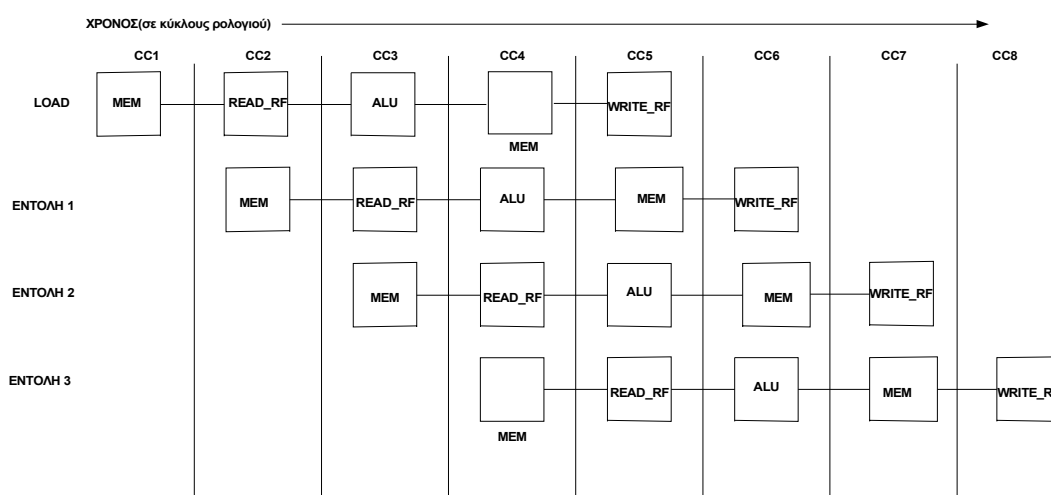 ΧΡΟΝΟΣ(σε κύκλους ρολογιού)
CC1 CC2 CC3 CC4 CC5 CC6 CC7 CC8
LOAD MEM READ_RF ALU WRITE_RF
MEM
ΕΝΤΟΛΗ 1 MEM READ_RF ALU MEM WRITE_RF
ΕΝΤΟΛΗ 2 MEM READ_RF ALU MEM WRITE_RF
ΕΝΤΟΛΗ 3 READ_RF ALU MEM WRITE_R
MEM